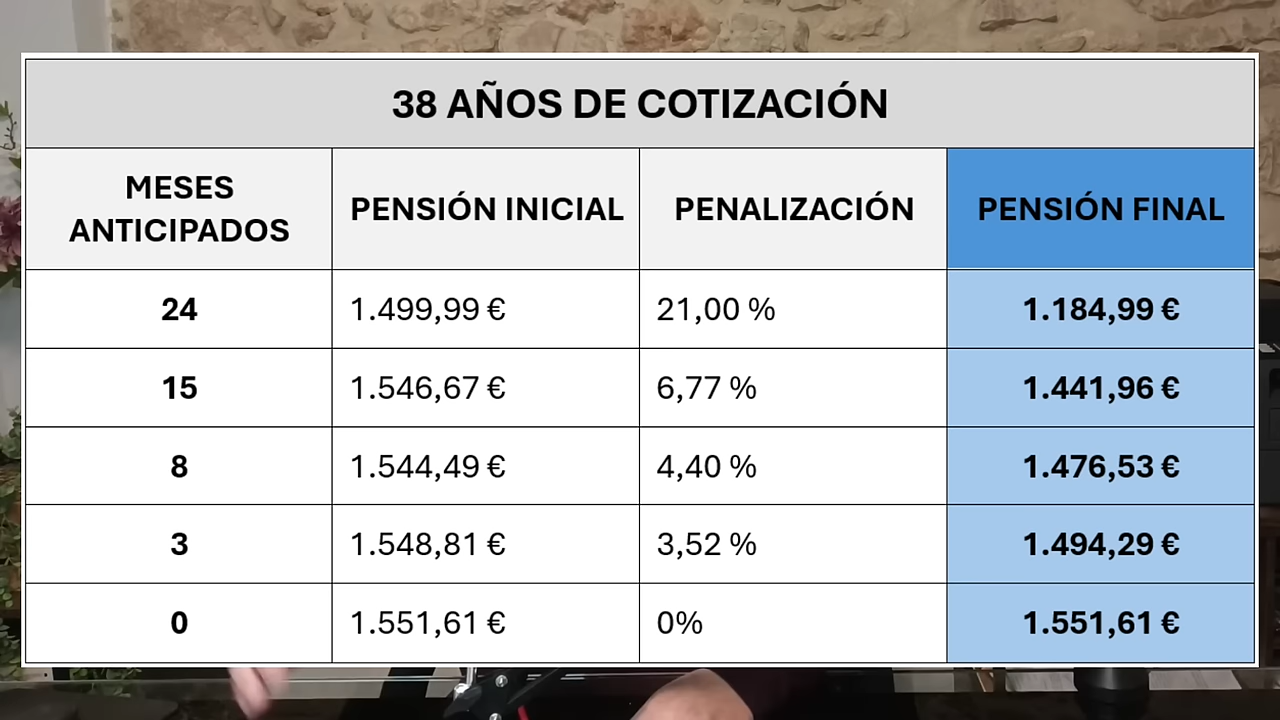 38 AÑOS DE COTIZACIÓN
MESES ANTICIPADOS PENSIÓN INICIAL PENALIZACIÓN PENSIÓN FINAL
24 1.499,99 € 21,00 % 1.184,99 €
15 1.546,67 € 6,77 % 1.441,96 €
8 1.544,49 € 4,40 % 1.476,53 €
3 1.548,81 € 3,52 % 1.494,29 €
0 1.551,61 € 0% 1.551,61 €